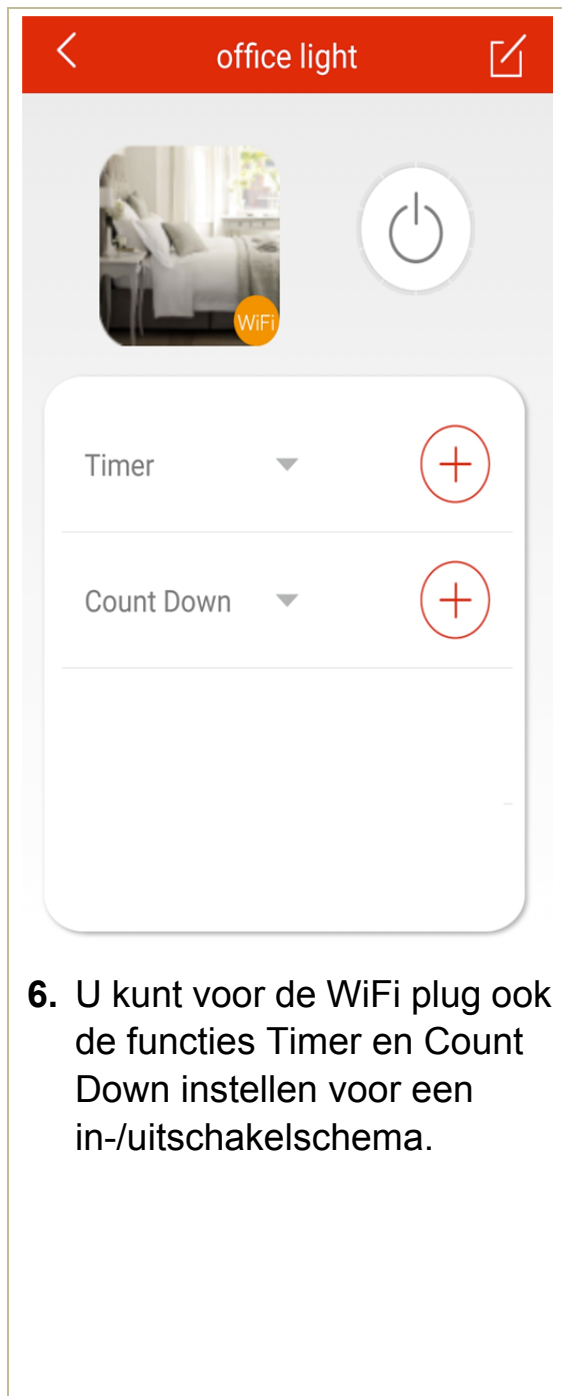 office light
WiFi
Timer
Count Down
6. U kunt voor de WiFi plug ook
de functies Timer en Count
Down instellen voor een
in-/uitschakelschema.